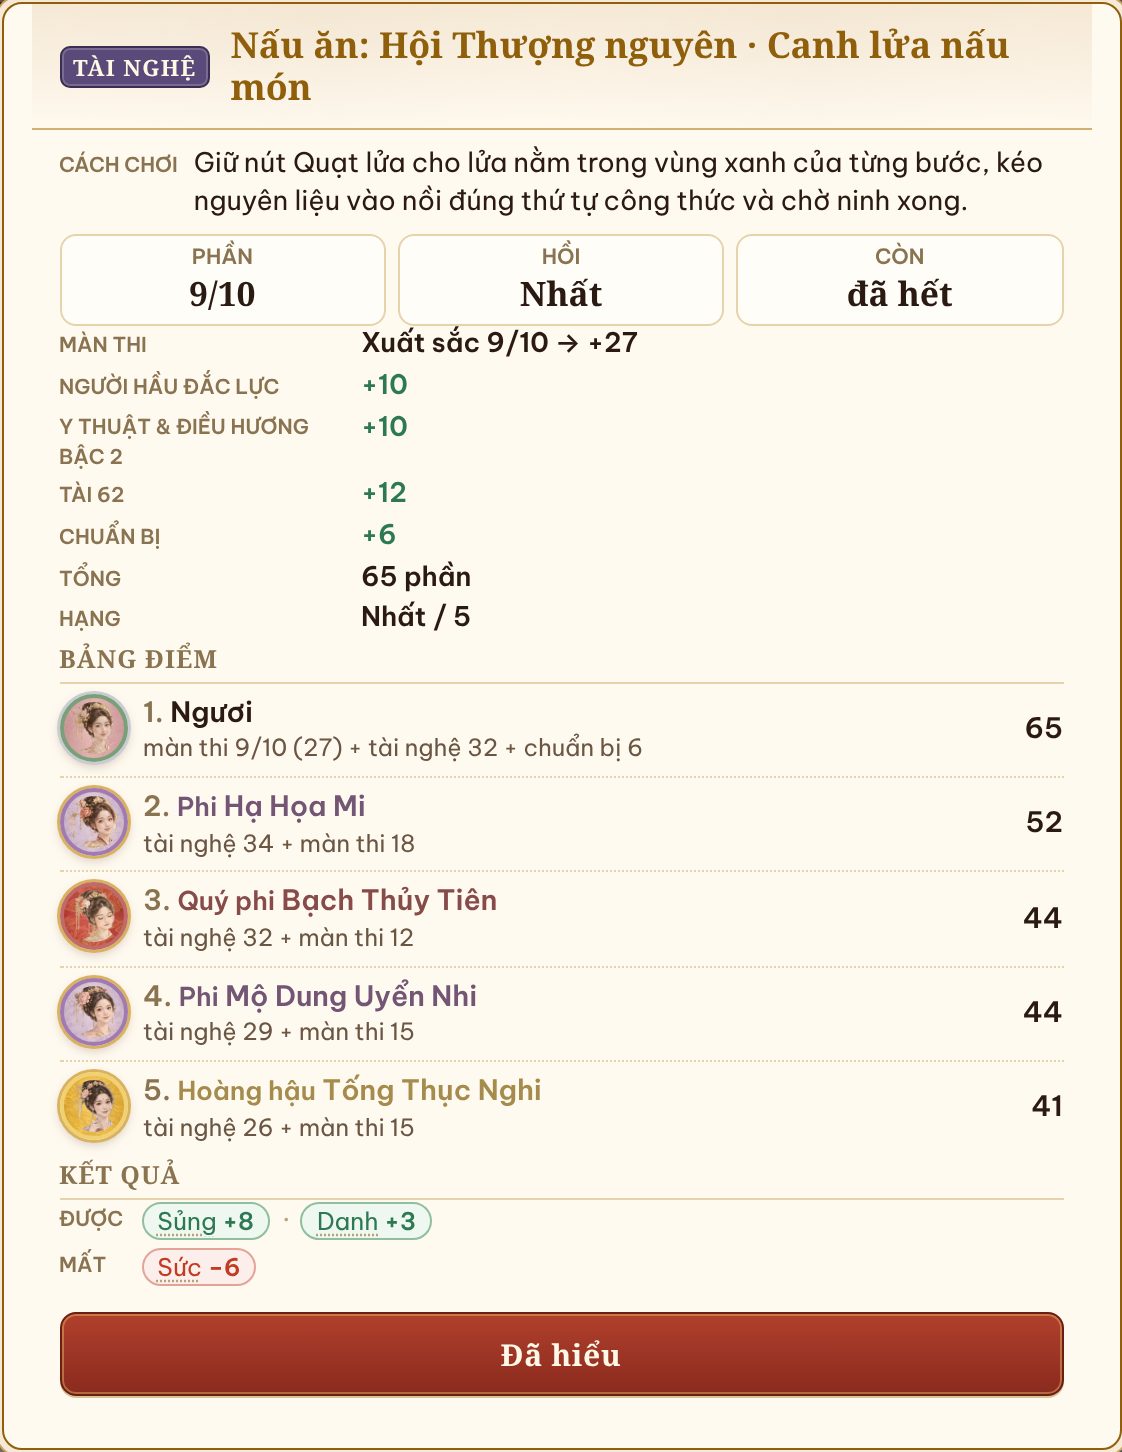 TÀI NGHỆ
Nấu ăn: Hội Thượng nguyên · Canh lửa nấu
món
CÁCH CHƠI Giữ nút Quạt lửa cho lửa nằm trong vùng xanh của từng bước, kéo
nguyên liệu vào nồi đúng thứ tự công thức và chờ ninh xong.
PHẦN
9/10
HỒI
Nhất
CÒN
đã hết
MÀN THI Xuất sắc 9/10 → +27
NGƯỜI HẦU ĐẮC LỰC +10
Y THUẬT & ĐIỀU HƯƠNG +10
BẬC 2
TÀI 62 +12
CHUẨN BỊ +6
TỔNG 65 phần
HẠNG Nhất / 5
BẢNG ĐIỂM
1. Ngươi 65
màn thi 9/10 (27) + tài nghệ 32 + chuẩn bị 6
2. Phi Hạ Họa Mi 52
tài nghệ 34 + màn thi 18
3. Quý phi Bạch Thủy Tiên 44
tài nghệ 32 + màn thi 12
4. Phi Mộ Dung Uyển Nhi 44
tài nghệ 29 + màn thi 15
5. Hoàng hậu Tống Thục Nghi 41
tài nghệ 26 + màn thi 15
KẾT QUẢ
ĐƯỢC Sủng +8 · Danh +3
MẤT Sức −6
Đã hiểu